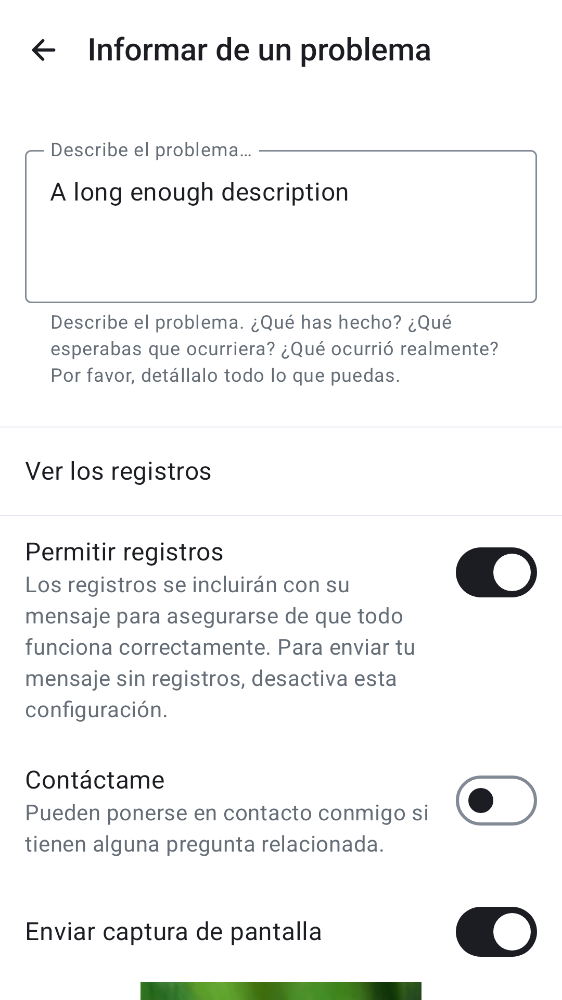 Informar de un problema
Describe el problema…
A long enough description
Describe el problema. ¿Qué has hecho? ¿Qué
esperabas que ocurriera? ¿Qué ocurrió realmente?
Por favor, detállalo todo lo que puedas.
Ver los registros
Permitir registros
Los registros se incluirán con su
mensaje para asegurarse de que todo
funciona correctamente. Para enviar tu
mensaje sin registros, desactiva esta
configuración.
Contáctame
Pueden ponerse en contacto conmigo si
tienen alguna pregunta relacionada.
Enviar captura de pantalla